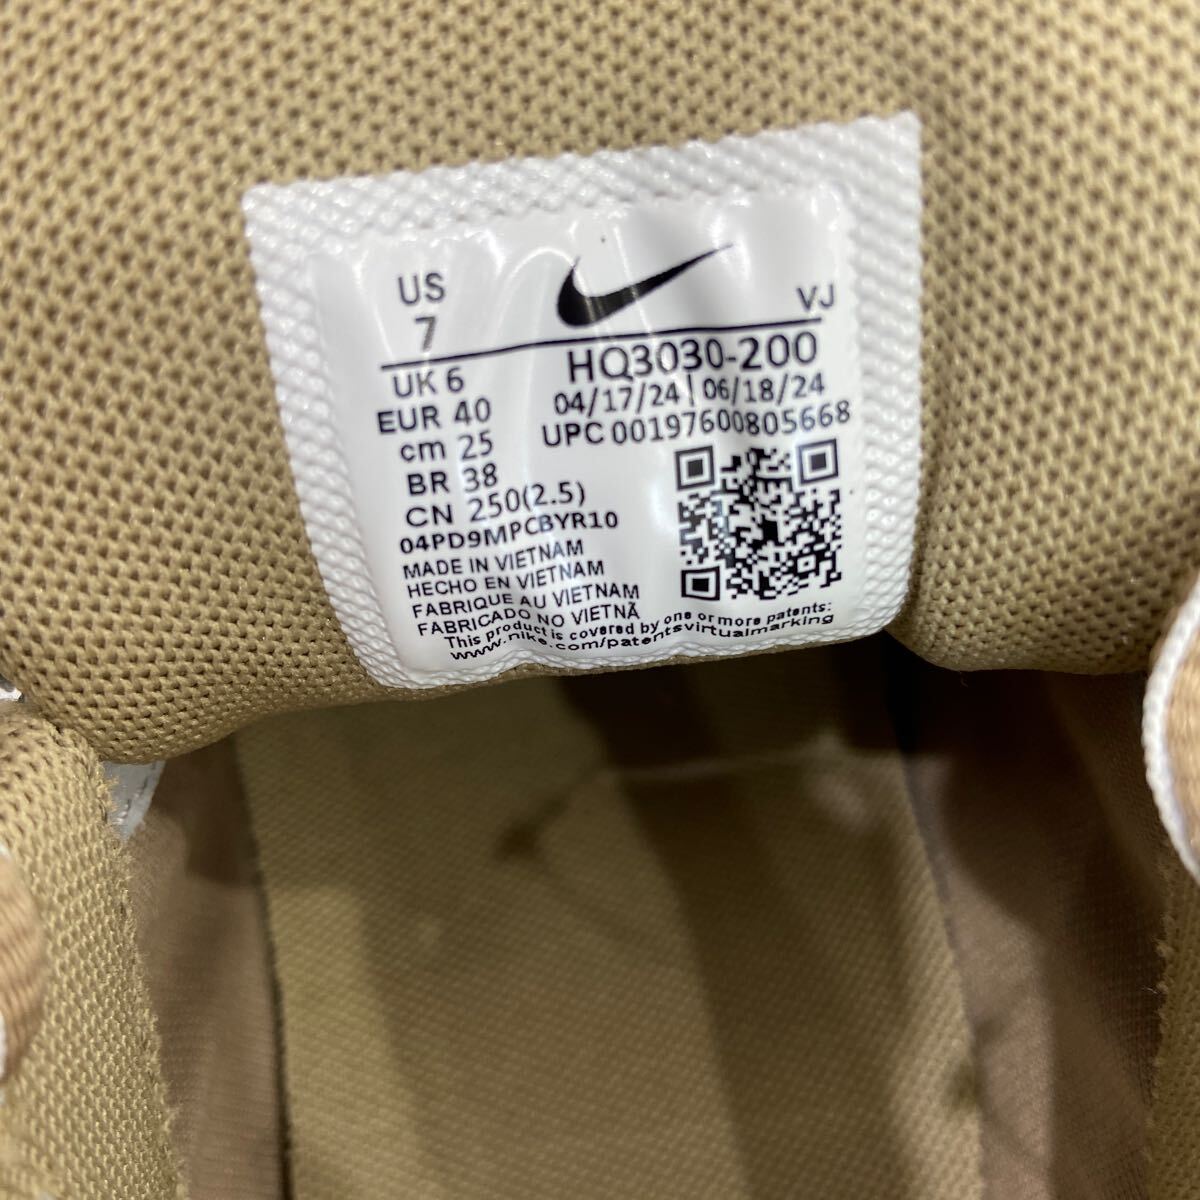 US
7
VJ
HQ3030-200
UK 6
04/17/24 | 06/18/24
EUR 40
UPC 00197600805668
cm 25
BR 38
CN 250(2.5)
04PD9MPCBYR10
MADE IN VIETNAM
HECHO EN VIETNAM
FABRIQUE AU VIETNAM
FABRICADO NO VIETNÃ
This product is covered by one or more patents:
www.nike.com/patentsvirtualmarking